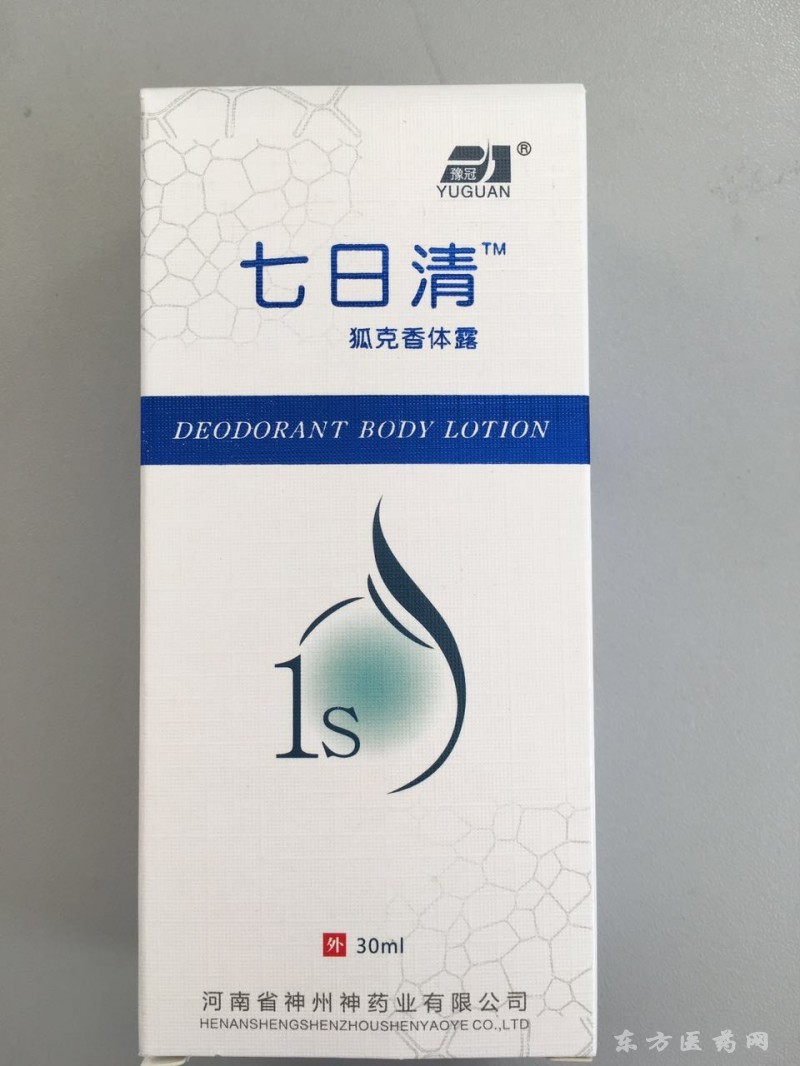 豫冠®
YUGUAN
七日清™
狐克香体露
DEODORANT BODY LOTION
1s
外 30ml
河南省神州神药业有限公司
HENANSHENGSHENZHOUSHENYAOYE CO.,LTD
东方医药网